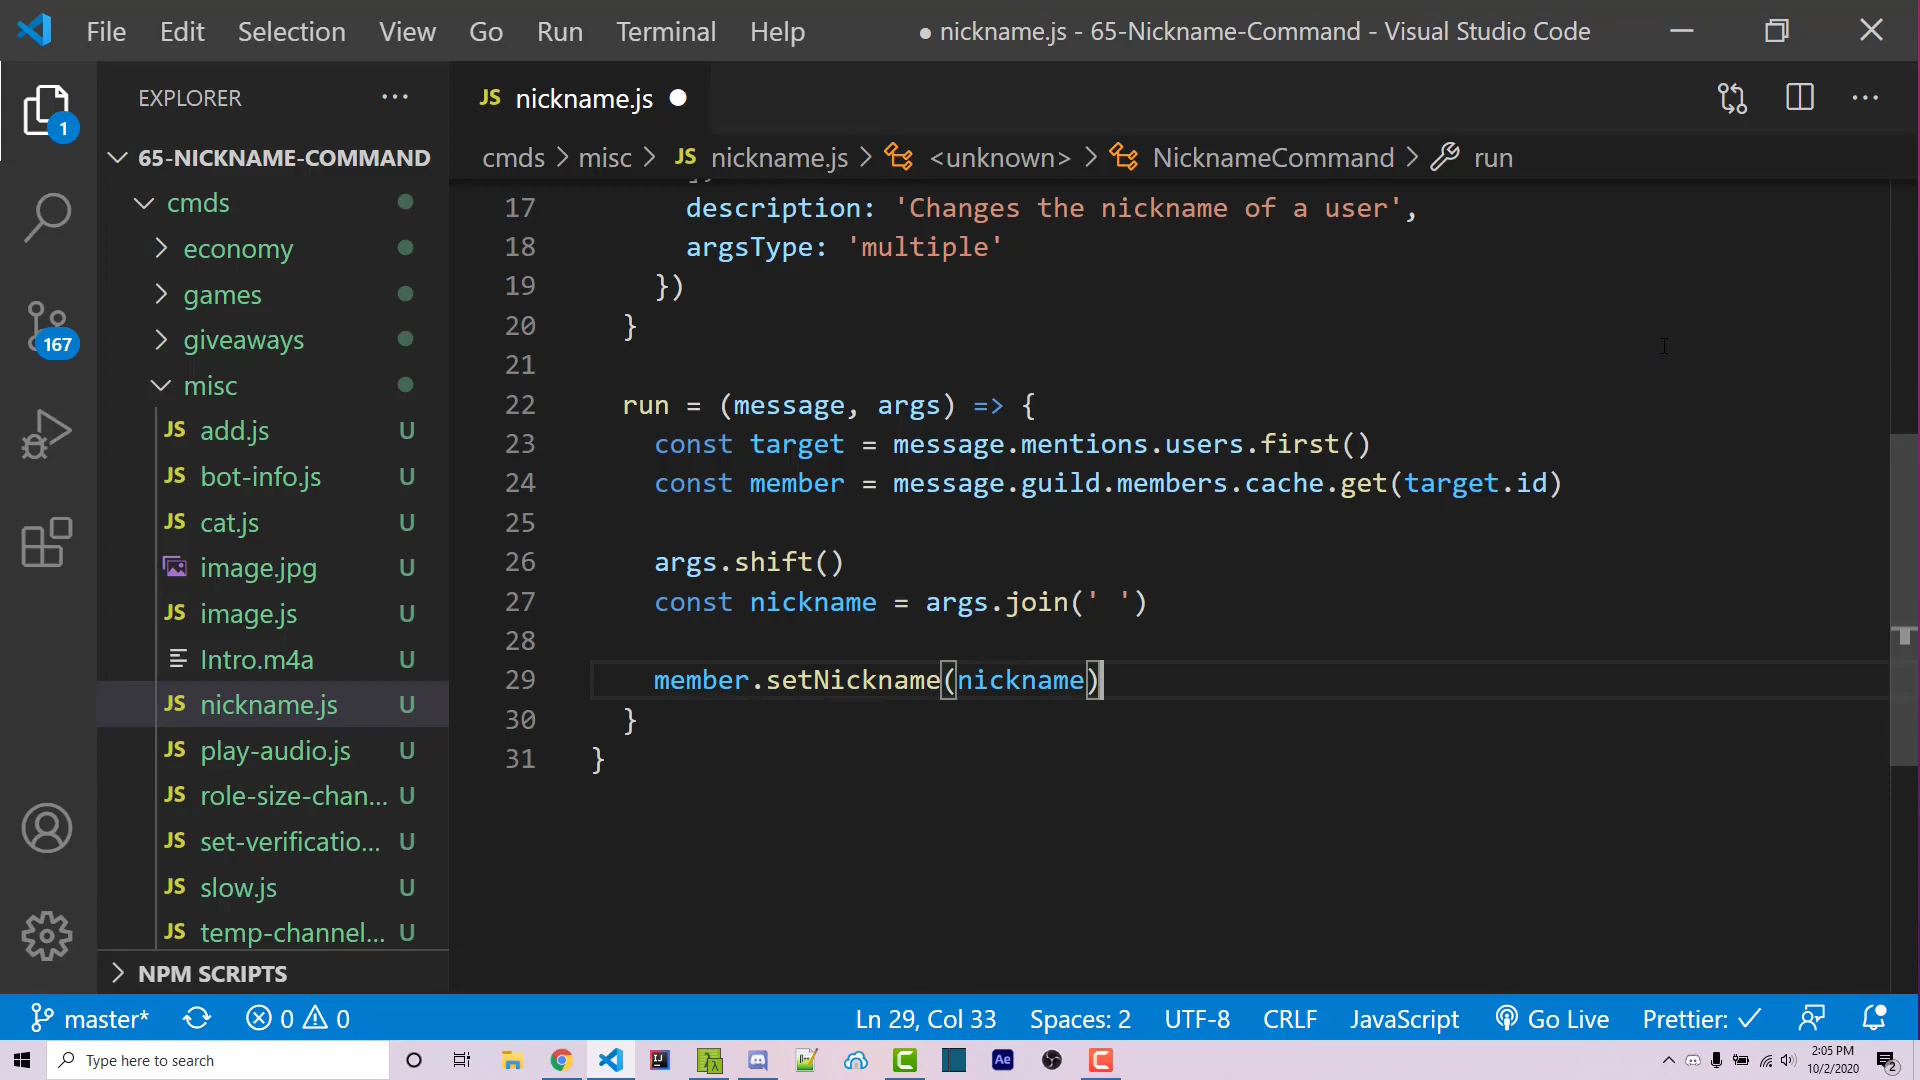 File Edit Selection View Go Run Terminal Help ● nickname.js - 65-Nickname-Command - Visual Studio Code
EXPLORER
JS nickname.js
65-NICKNAME-COMMAND
cmds > misc > JS nickname.js > <unknown> > NicknameCommand > run
cmds
economy
games
giveaways
misc
JS add.js U
JS bot-info.js U
JS cat.js U
image.jpg U
JS image.js U
Intro.m4a U
JS nickname.js U
JS play-audio.js U
JS role-size-chan... U
JS set-verificatio... U
JS slow.js U
JS temp-channel... U
NPM SCRIPTS
1
167
17 description: 'Changes the nickname of a user',
18 argsType: 'multiple'
19 })
20 }
21
22 run = (message, args) => {
23 const target = message.mentions.users.first()
24 const member = message.guild.members.cache.get(target.id)
25
26 args.shift()
27 const nickname = args.join(' ')
28
29 member.setNickname(nickname)
30 }
31 }
master* 0 0 Ln 29, Col 33 Spaces: 2 UTF-8 CRLF JavaScript Go Live Prettier: ✓
Type here to search
Ae
2:05 PM
10/2/2020
2